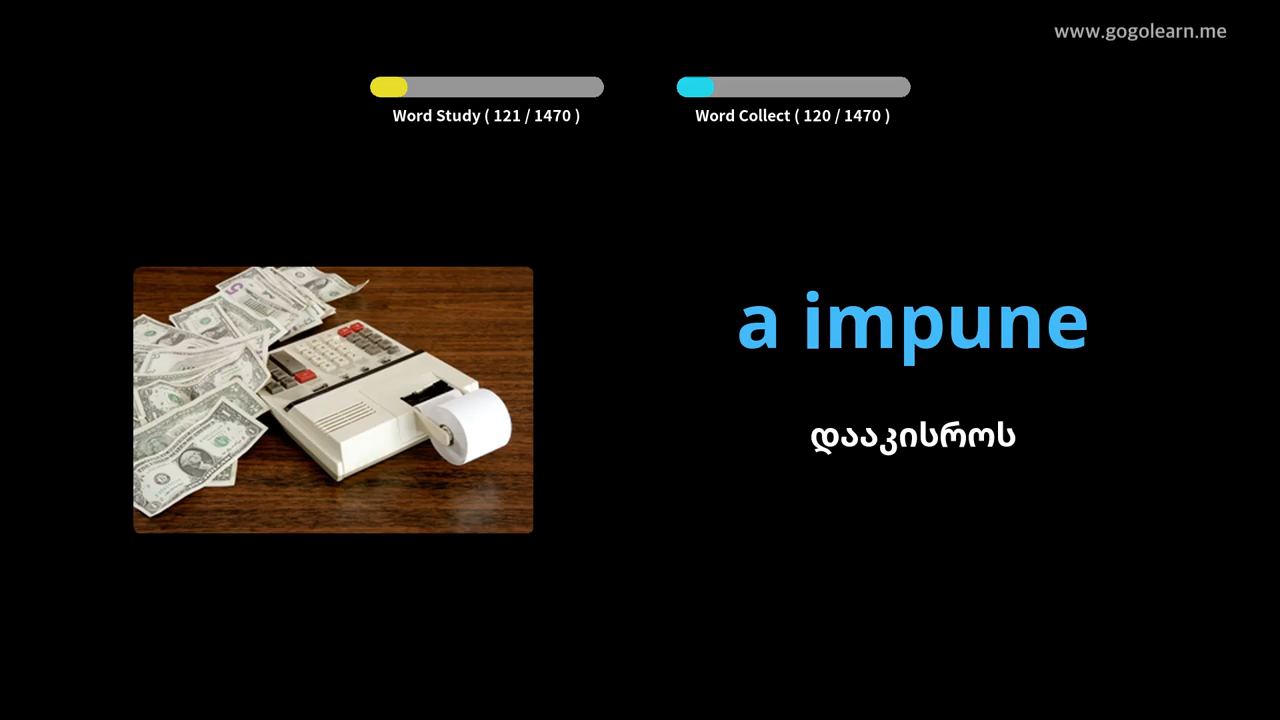 www.gogolearn.me
Word Study ( 121 / 1470 )
Word Collect ( 120 / 1470 )
a impune
დააკისროს